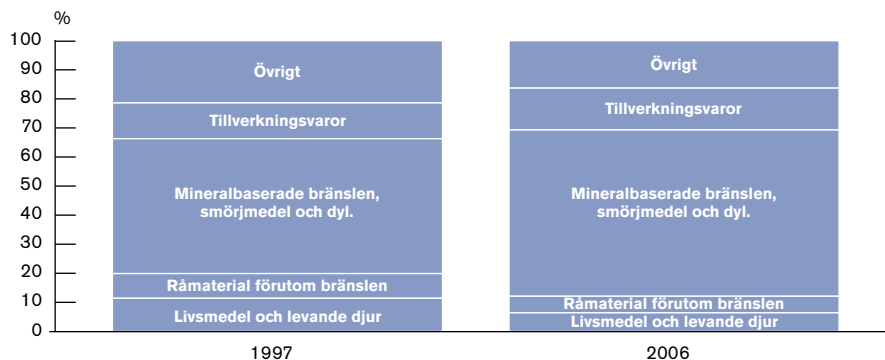 %
100
90
80
70
60
50
40
30
20
10
0
Övrigt
Tillverkningsvaror
Mineralbaserade bränslen,
smörjmedel och dyl.
Råmaterial förutom bränslen
Livsmedel och levande djur
1997
Övrigt
Tillverkningsvaror
Mineralbaserade bränslen,
smörjmedel och dyl.
Råmaterial förutom bränslen
Livsmedel och levande djur
2006